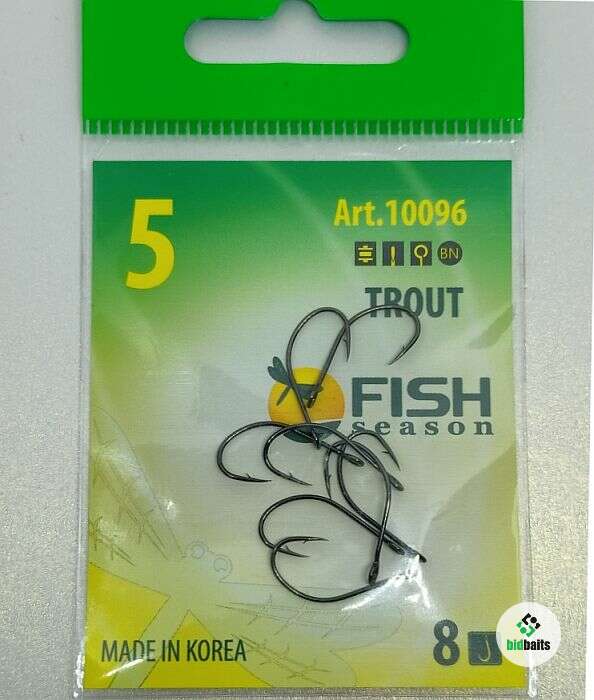 5
Art.10096
BN
TROUT
FISH
season
MADE IN KOREA
8
bidbaits